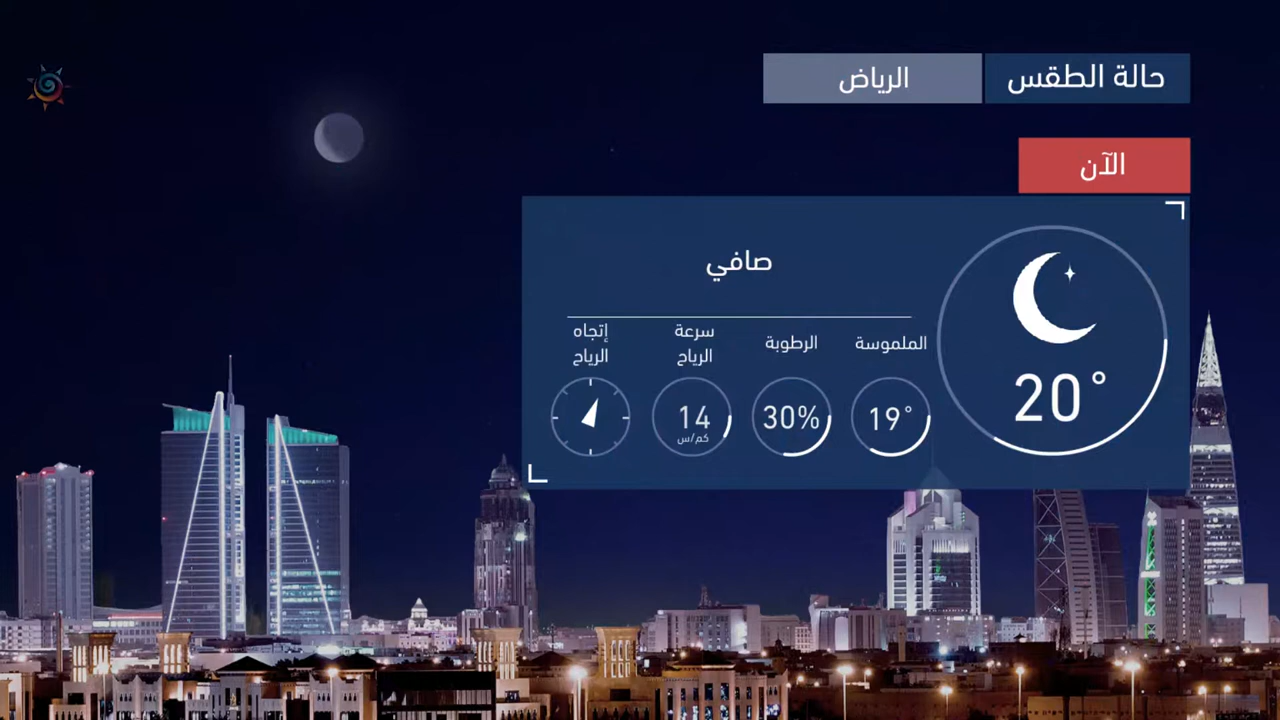 حالة الطقس
الرياض
الآن
صافي
20°
الملموسة
19°
الرطوبة
30%
سرعة
الرياح
14
كم/س
إتجاه
الرياح